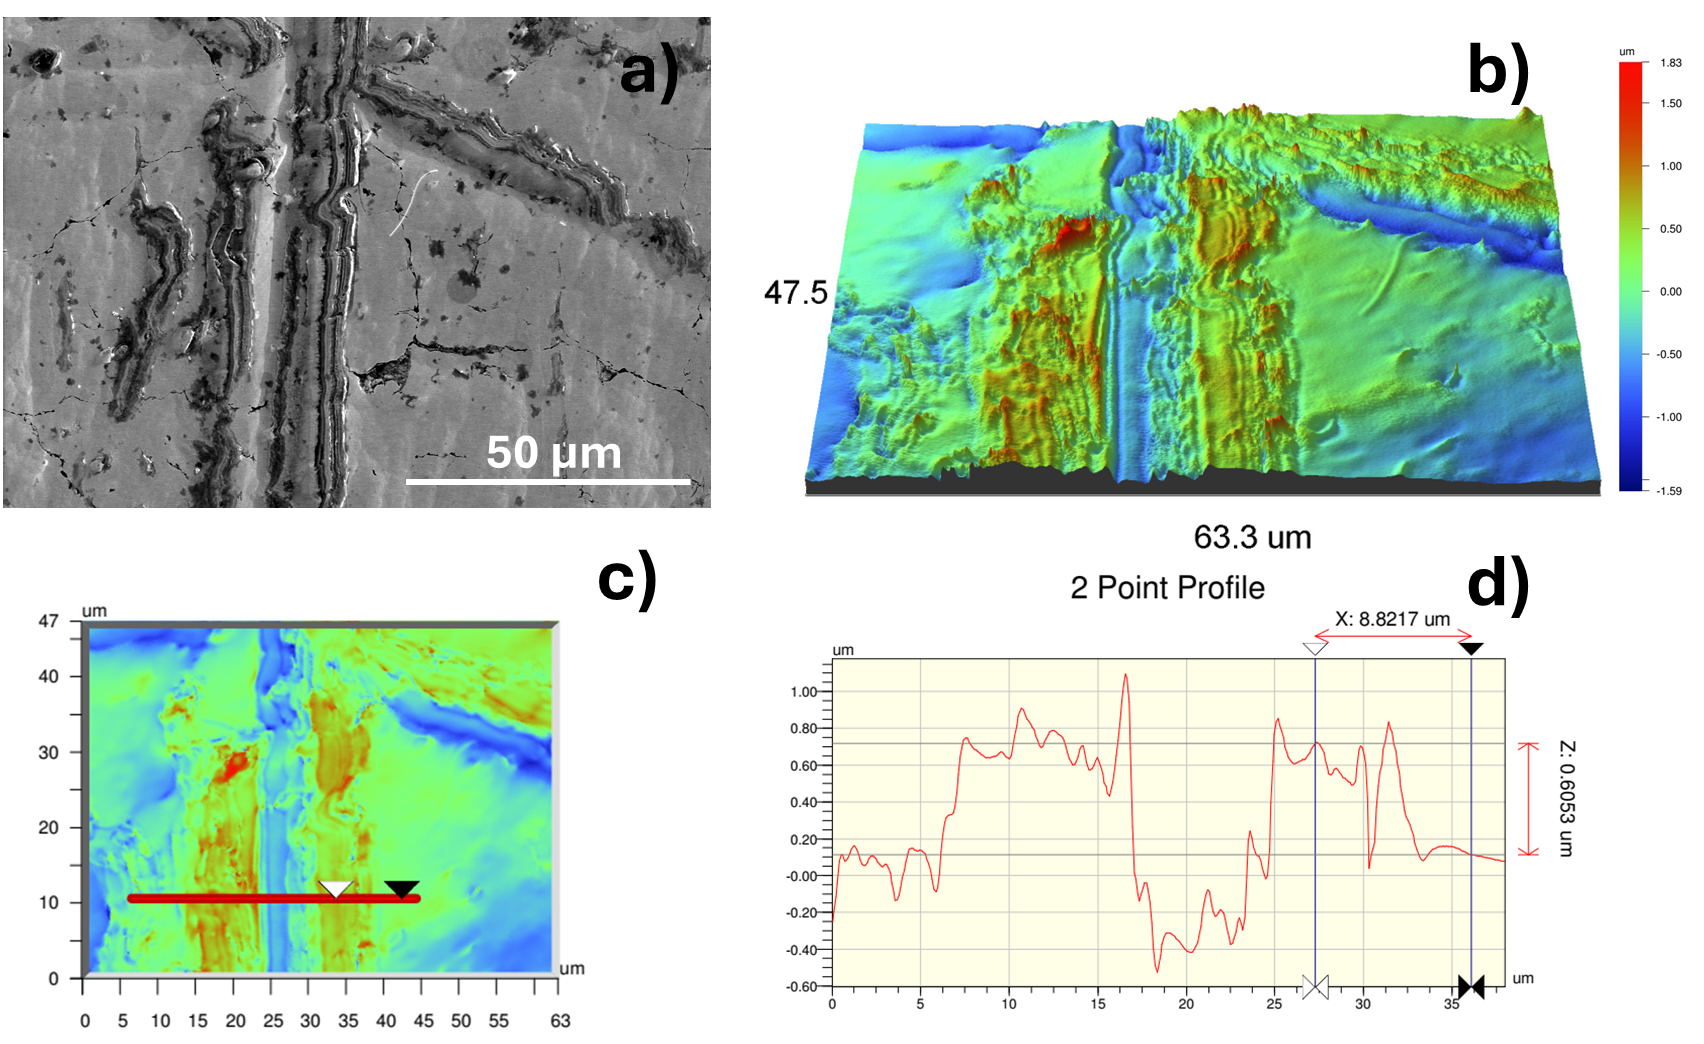 a)
50 µm
b)
um
1.83
1.50
1.00
0.50
0.00
-0.50
-1.00
-1.59
47.5
63.3 um
c)
um
47
40
30
20
10
0
um
0 5 10 15 20 25 30 35 40 45 50 55 63
d)
2 Point Profile
X: 8.8217 um
um
1.00
0.80
0.60
0.40
0.20
-0.00
-0.20
-0.40
-0.60
Z: 0.6053 um
um
0 5 10 15 20 25 30 35